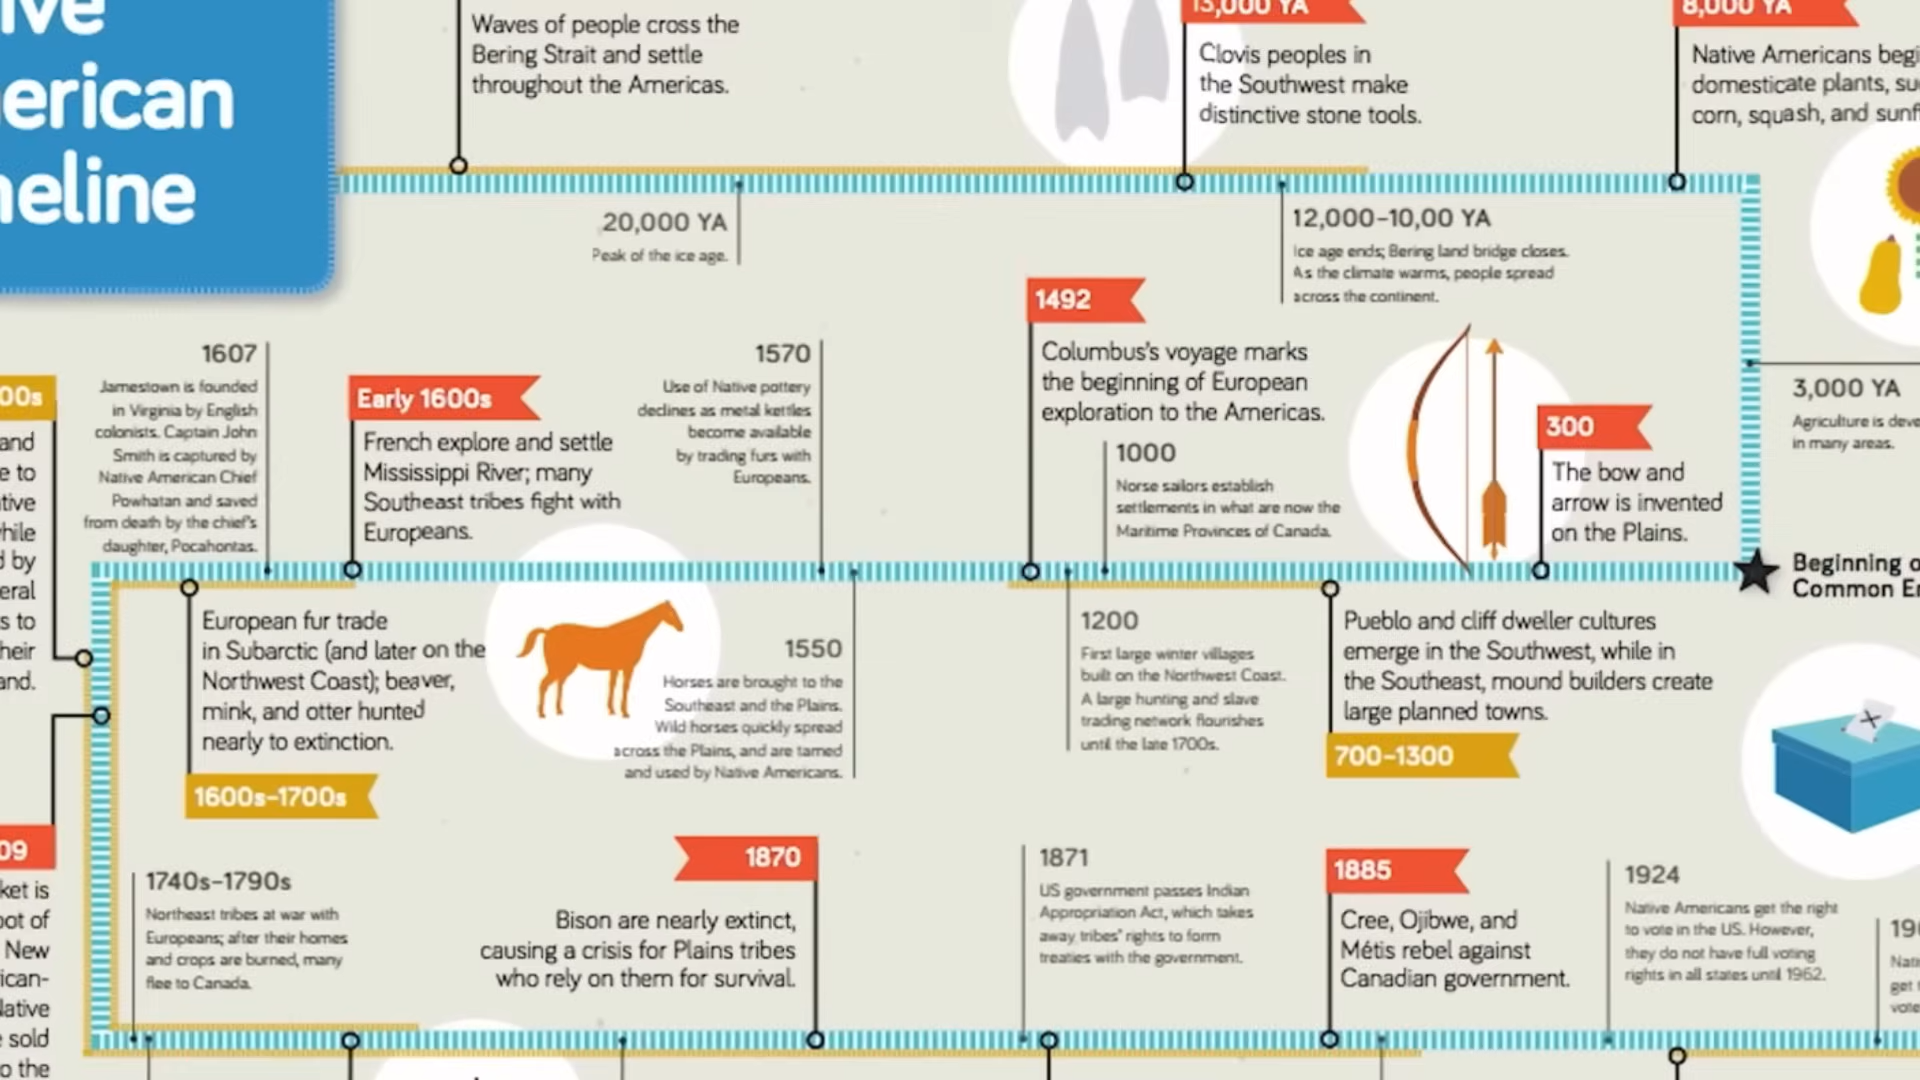 erican
neline
Waves of people cross the
Bering Strait and settle
throughout the Americas.
13,000 YA
Clovis peoples in
the Southwest make
distinctive stone tools.
8,000 YA
Native Americans begi
domesticate plants, su
corn, squash, and sunf
20,000 YA
Peak of the ice age.
12,000–10,00 YA
Ice age ends; Bering land bridge closes.
As the climate warms, people spread
across the continent.
3,000 YA
Agriculture is deve
in many areas.
Beginning o
Common Er
300
The bow and
arrow is invented
on the Plains.
1492
Columbus's voyage marks
the beginning of European
exploration to the Americas.
1000
Norse sailors establish
settlements in what are now the
Maritime Provinces of Canada.
1570
Use of Native pottery
declines as metal kettles
become available
by trading furs with
Europeans.
Early 1600s
French explore and settle
Mississippi River; many
Southeast tribes fight with
Europeans.
1607
Jamestown is founded
in Virginia by English
colonists. Captain John
Smith is captured by
Native American Chief
Powhatan and saved
from death by the chief's
daughter, Pocahontas.
00s
and
e to
tive
hile
d by
eral
s to
heir
and.
European fur trade
in Subarctic (and later on the
Northwest Coast); beaver,
mink, and otter hunted
nearly to extinction.
1600s–1700s
1550
Horses are brought to the
Southeast and the Plains.
Wild horses quickly spread
across the Plains, and are tamed
and used by Native Americans.
1200
First large winter villages
built on the Northwest Coast.
A large hunting and slave
trading network flourishes
until the late 1700s.
Pueblo and cliff dweller cultures
emerge in the Southwest, while in
the Southeast, mound builders create
large planned towns.
700–1300
09
ket is
oot of
New
ican-
Native
e sold
o the
1740s–1790s
Northeast tribes at war with
Europeans; after their homes
and crops are burned, many
flee to Canada.
1870
Bison are nearly extinct,
causing a crisis for Plains tribes
who rely on them for survival.
1871
US government passes Indian
Appropriation Act, which takes
away tribes' rights to form
treaties with the government.
1885
Cree, Ojibwe, and
Métis rebel against
Canadian government.
1924
Native Americans get the right
to vote in the US. However,
they do not have full voting
rights in all states until 1962.
19
Nati
get t
vote